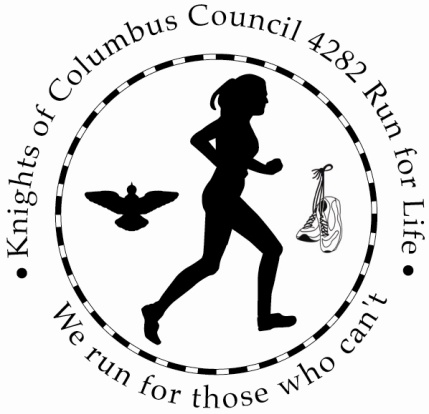 • Knights of Columbus Council 4282 Run for Life •
We run for those who can't